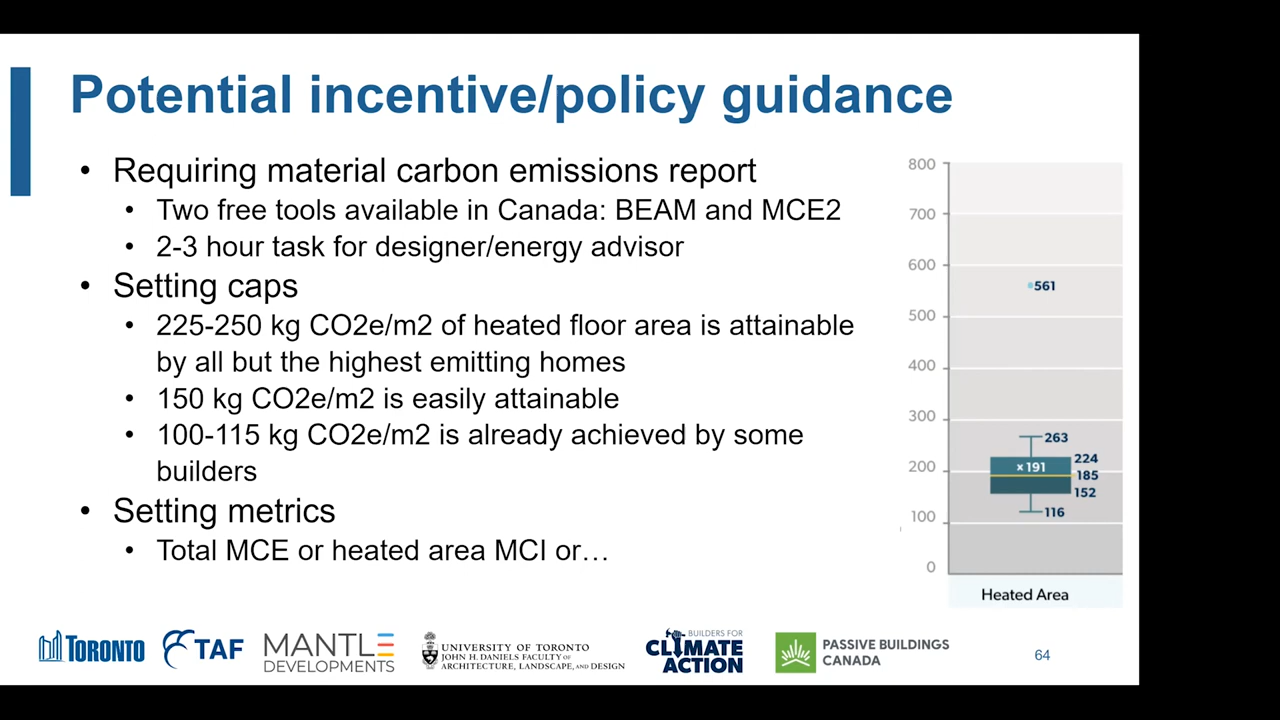 Potential incentive/policy guidance
• Requiring material carbon emissions report
• Two free tools available in Canada: BEAM and MCE2
• 2-3 hour task for designer/energy advisor
• Setting caps
• 225-250 kg CO2e/m2 of heated floor area is attainable
by all but the highest emitting homes
• 150 kg CO2e/m2 is easily attainable
• 100-115 kg CO2e/m2 is already achieved by some
builders
• Setting metrics
• Total MCE or heated area MCI or…
800
700
600
561
500
400
300
263
224
200
×191
185
152
116
100
0
Heated Area
TORONTO
TAF
MANTLE
DEVELOPMENTS
UNIVERSITY OF TORONTO
JOHN H. DANIELS FACULTY OF
ARCHITECTURE, LANDSCAPE, AND DESIGN
BUILDERS FOR
CLIMATE
ACTION
PASSIVE BUILDINGS
CANADA
64